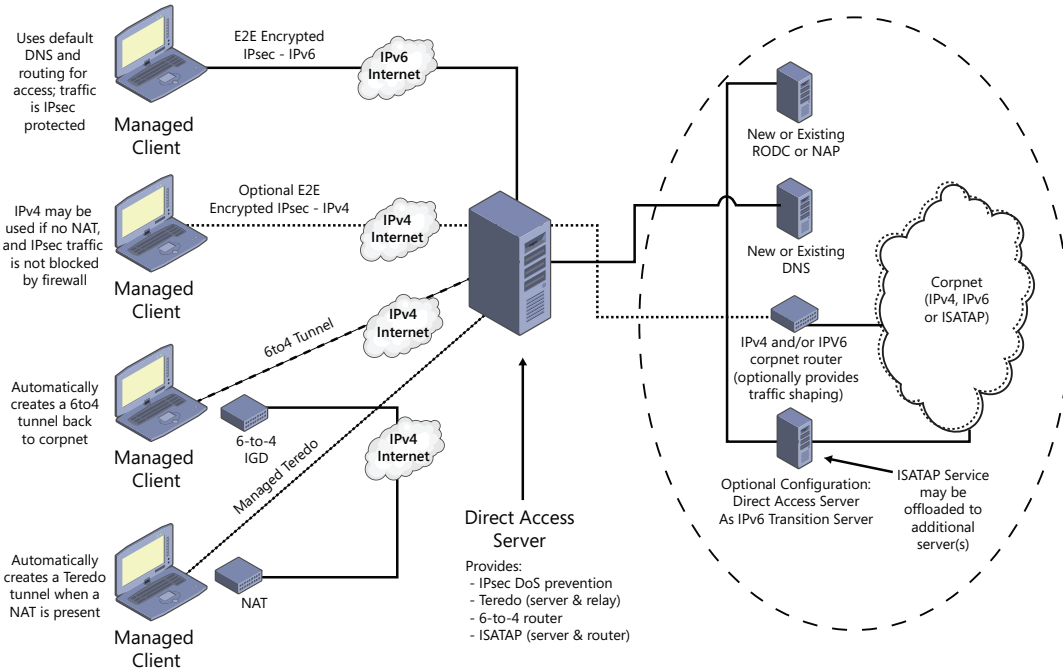 Uses default
DNS and
routing for
access; traffic
is IPsec
protected
Managed
Client
E2E Encrypted
IPsec - IPv6
IPv6
Internet
IPv4 may be
used if no NAT,
and IPsec traffic
is not blocked
by firewall
Managed
Client
Optional E2E
Encrypted IPsec - IPv4
IPv4
Internet
Automatically
creates a 6to4
tunnel back
to corpnet
Managed
Client
6to4 Tunnel
IPv4
Internet
6-to-4
IGD
IPv4
Internet
Managed Teredo
Automatically
creates a Teredo
tunnel when a
NAT is present
Managed
Client
NAT
Direct Access
Server
Provides:
- IPsec DoS prevention
- Teredo (server & relay)
- 6-to-4 router
- ISATAP (server & router)
New or Existing
RODC or NAP
New or Existing
DNS
Corpnet
(IPv4, IPv6
or ISATAP)
IPv4 and/or IPV6
corpnet router
(optionally provides
traffic shaping)
Optional Configuration:
Direct Access Server
As IPv6 Transition Server
ISATAP Service
may be
offloaded to
additional
server(s)